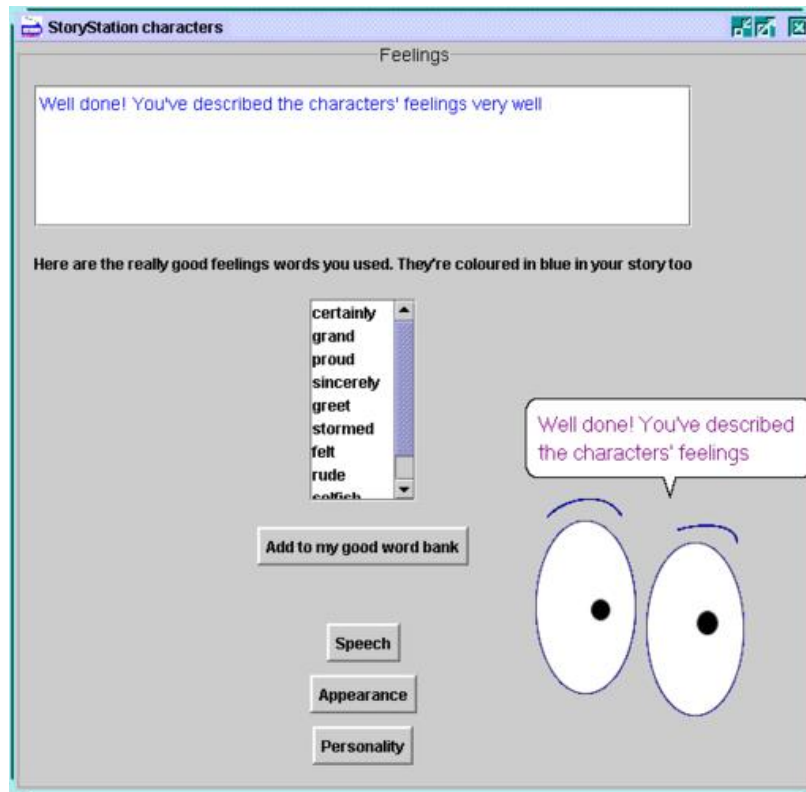 StoryStation characters
Feelings
Well done! You've described the characters' feelings very well
Here are the really good feelings words you used. They're coloured in blue in your story too
certainly
grand
proud
sincerely
greet
stormed
felt
rude
selfish
Well done! You've described
the characters' feelings
Add to my good word bank
Speech
Appearance
Personality